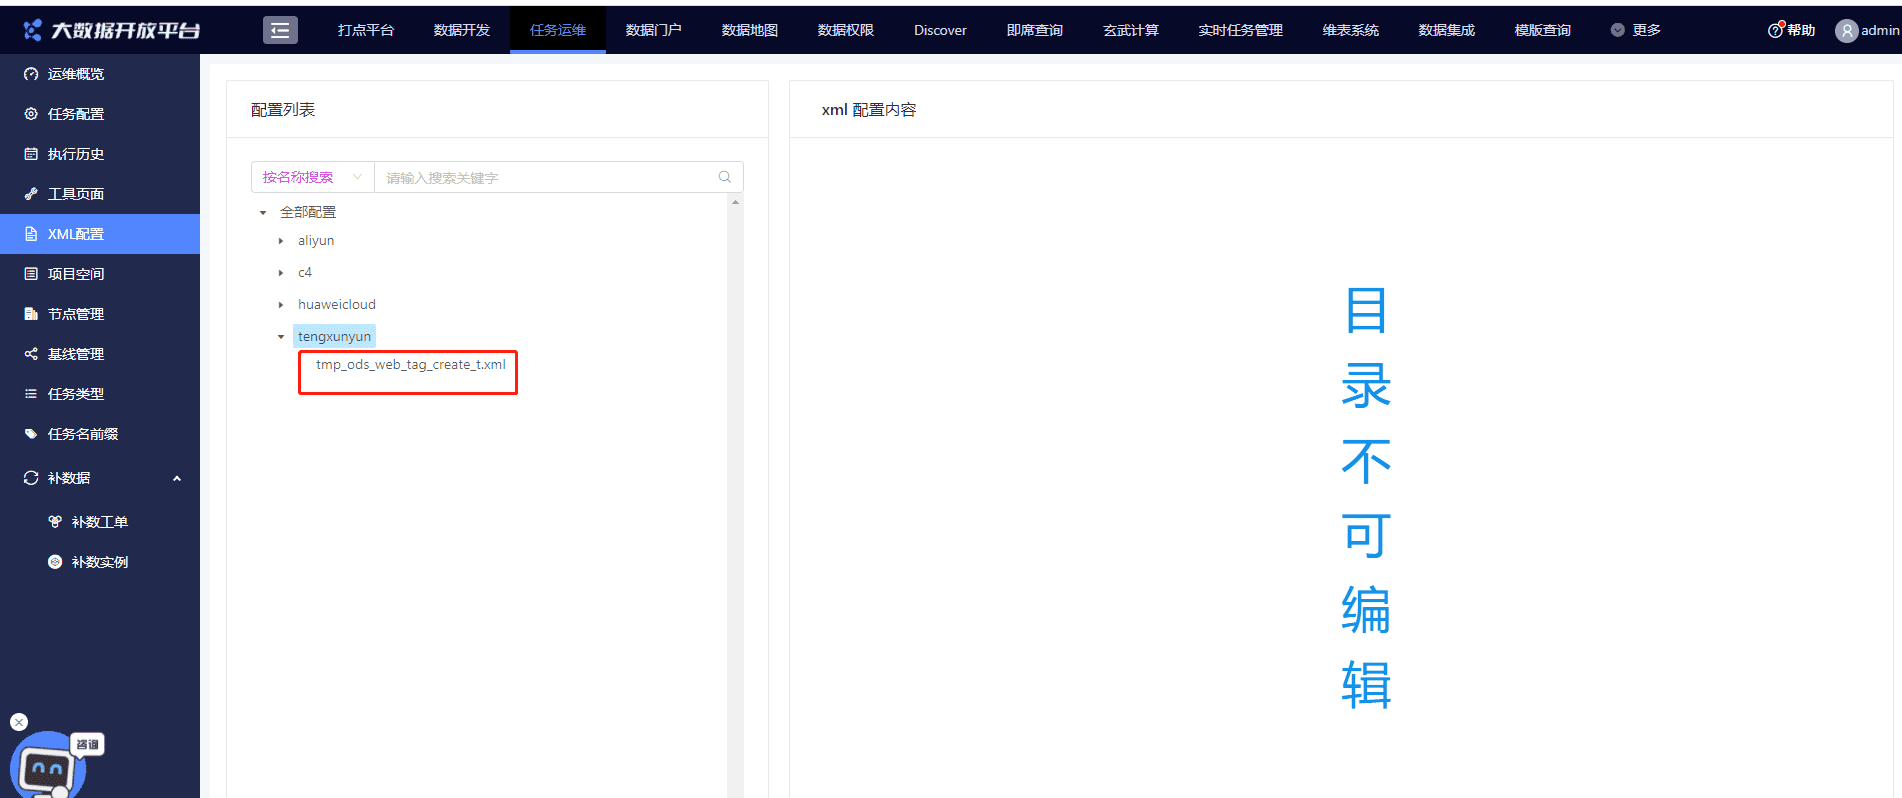 大数据开放平台
打点平台 数据开发 任务运维 数据门户 数据地图 数据权限 Discover 即席查询 玄武计算 实时任务管理 维表系统 数据集成 模版查询 更多 帮助 admin
运维概览
任务配置
执行历史
工具页面
XML配置
项目空间
节点管理
基线管理
任务类型
任务名前缀
补数据
补数工单
补数实例
咨询
配置列表
按名称搜索 请输入搜索关键字
全部配置
aliyun
c4
huaweicloud
tengxunyun
tmp_ods_web_tag_create_t.xml
xml 配置内容
目
录
不
可
编
辑